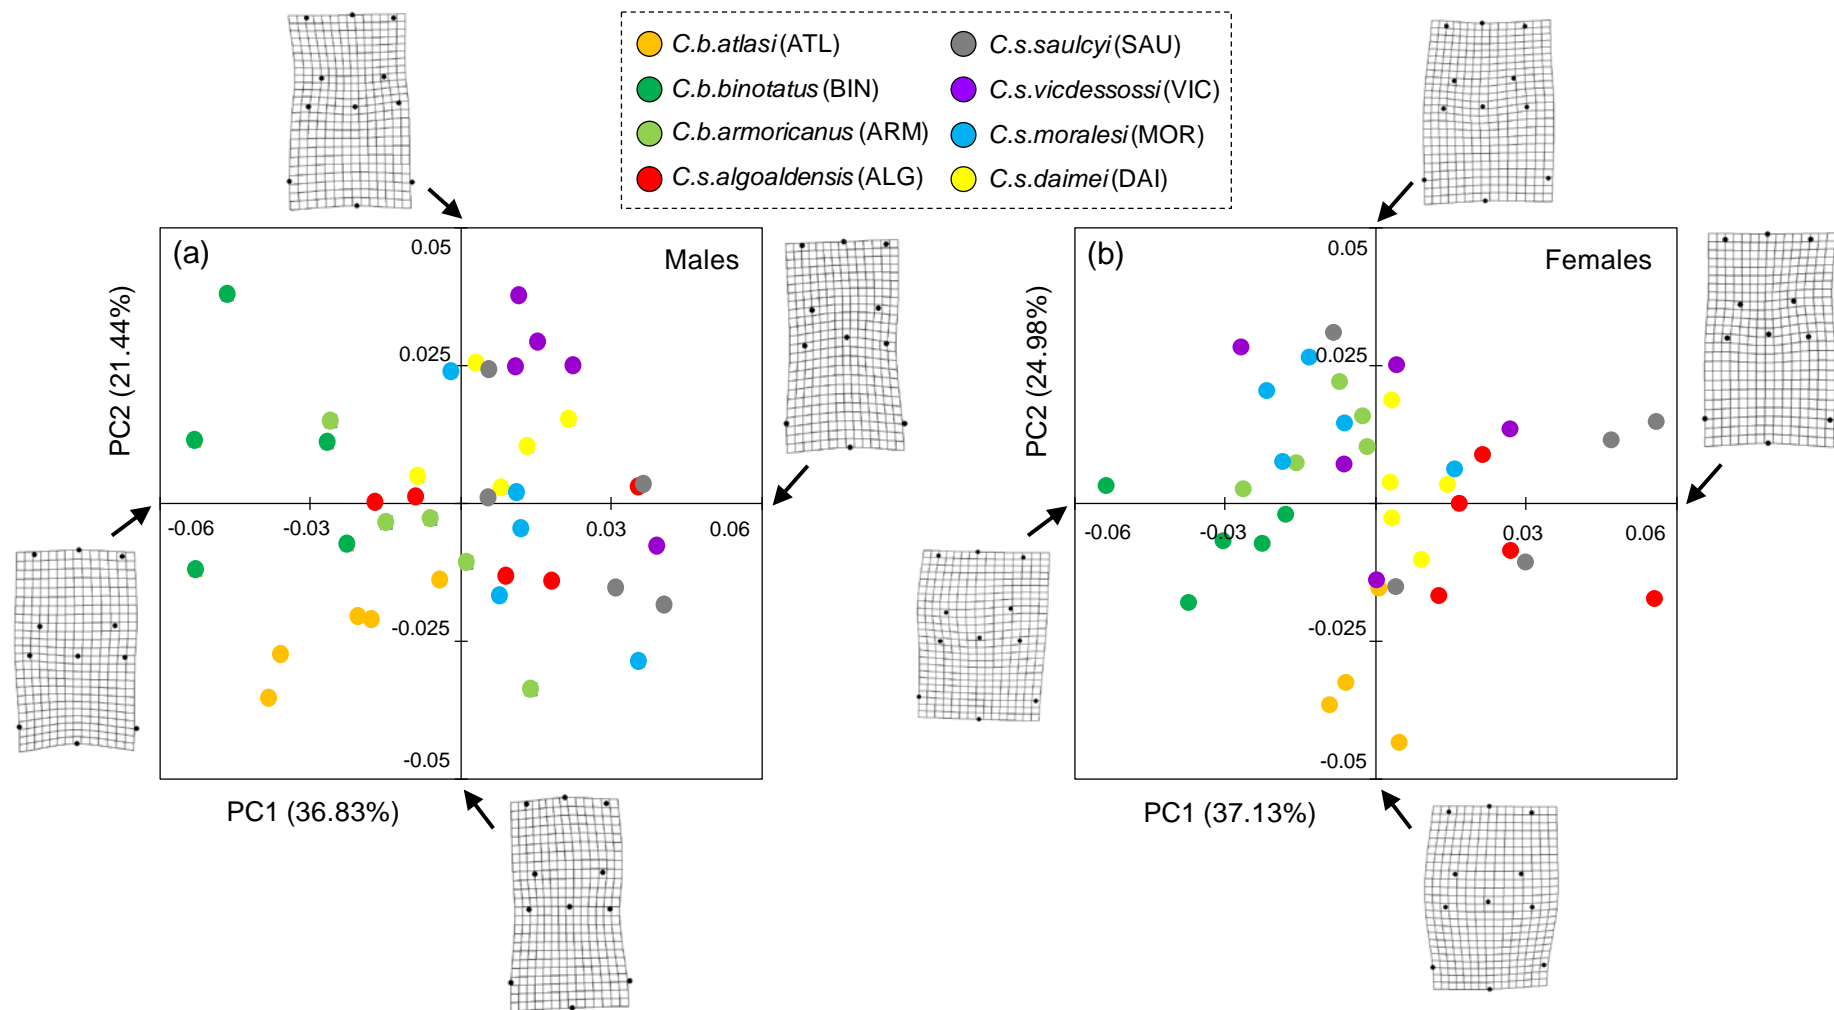 C.b.atlasi (ATL)
C.b.binotatus (BIN)
C.b.armoricanus (ARM)
C.s.algoaldensis (ALG)
C.s.saulcyi (SAU)
C.s.vicdessossi (VIC)
C.s.moralesi (MOR)
C.s.daimei (DAI)
(a)
Males
0.05
0.025
-0.025
-0.05
-0.06
-0.03
0.03
0.06
PC2 (21.44%)
PC1 (36.83%)
(b)
Females
0.05
0.025
-0.025
-0.05
-0.06
-0.03
0.03
0.06
PC2 (24.98%)
PC1 (37.13%)